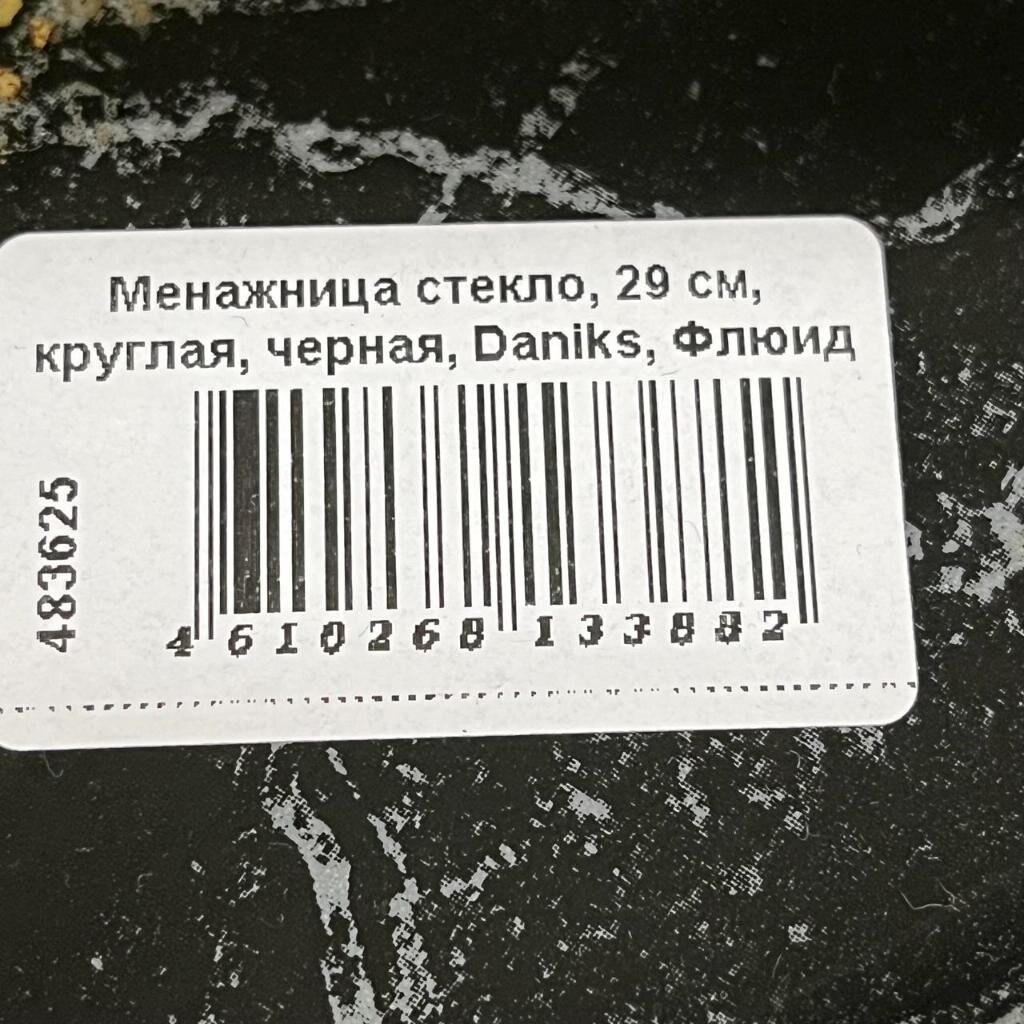 Менажница стекло, 29 см,
круглая, черная, Daniks, Флюид
483625
4 610268 133882